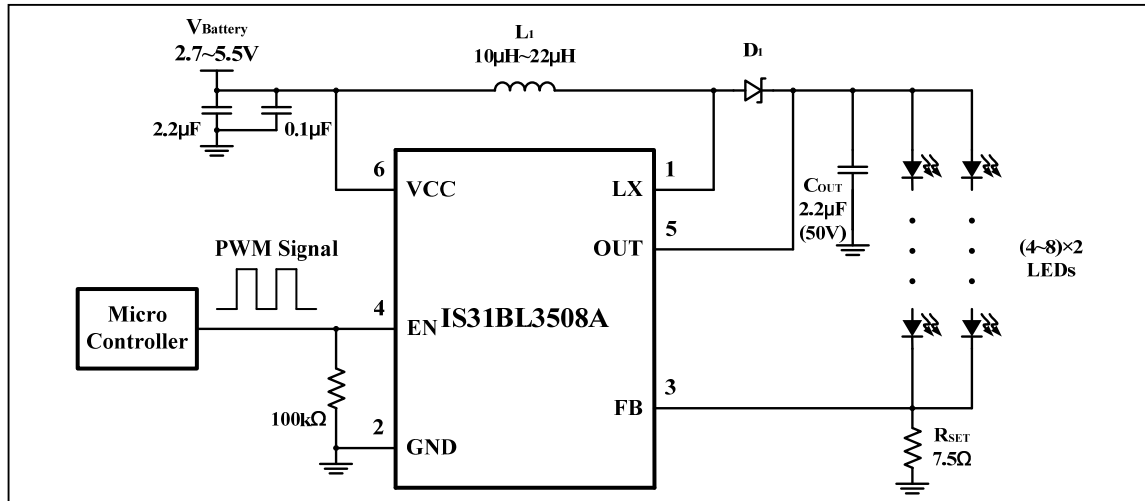 VBattery
2.7~5.5V
L1
10μH~22μH
D1
2.2μF
0.1μF
6
VCC
LX
1
COUT
2.2μF
(50V)
5
OUT
(4~8)×2
LEDs
PWM Signal
Micro
Controller
4
EN
IS31BL3508A
3
FB
100kΩ
2
GND
RSET
7.5Ω